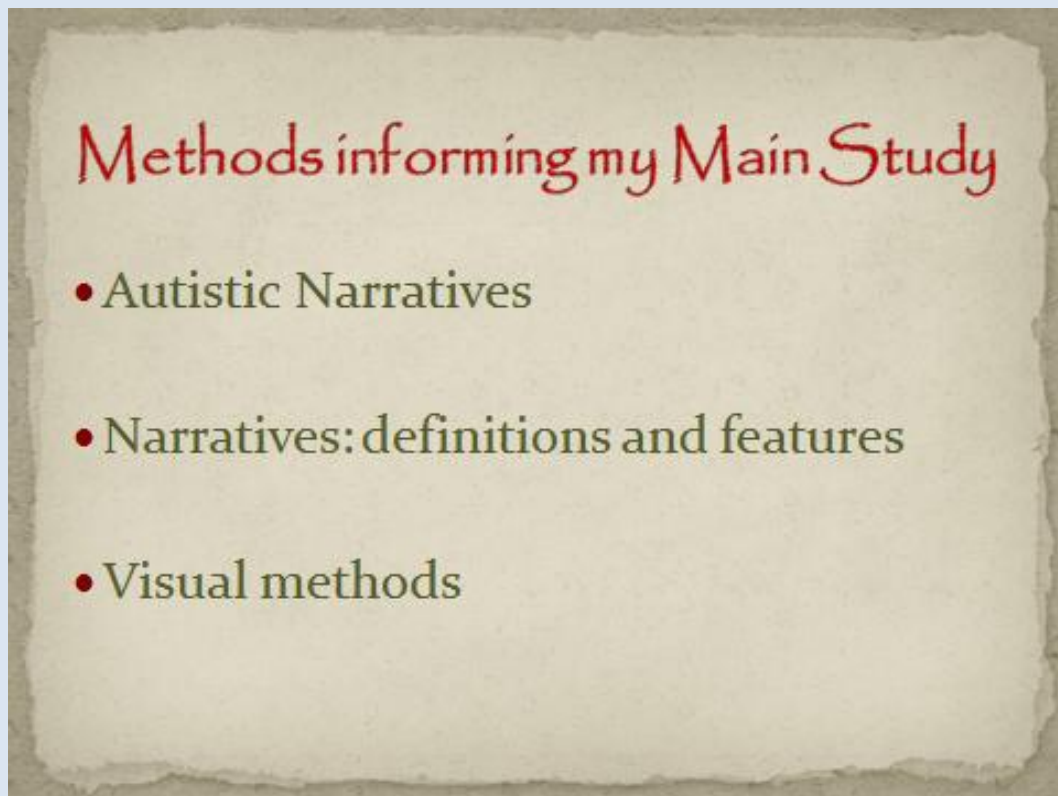 Methods informing my Main Study
• Autistic Narratives
• Narratives: definitions and features
• Visual methods